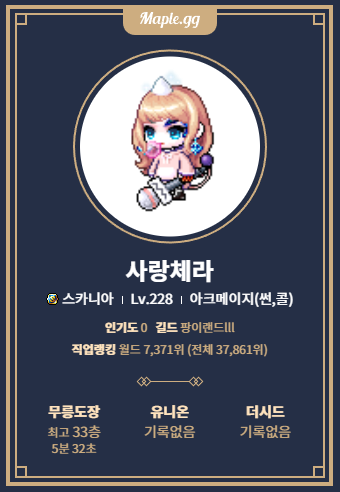 Maple.gg
사랑체라
스카니아 | Lv.228 | 아크메이지(썬,콜)
인기도 0 길드 팡이랜드lll
직업랭킹 월드 7,371위 (전체 37,861위)
무릉도장 유니온 더시드
최고 33층 기록없음 기록없음
5분 32초